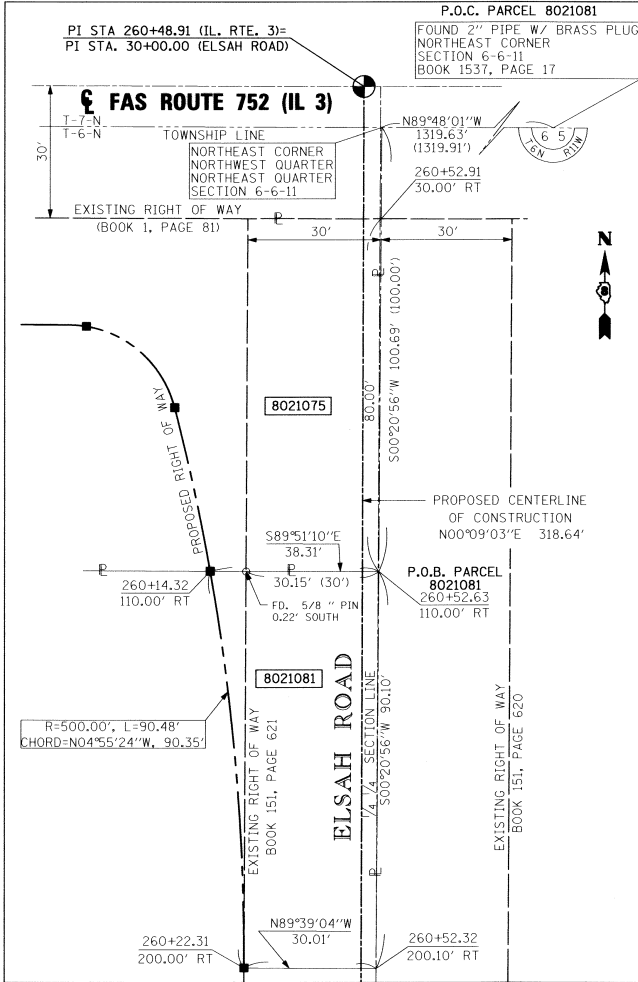 P.O.C. PARCEL 8021081
PI STA 260+48.91 (IL. RTE. 3)=
PI STA. 30+00.00 (ELSAH ROAD)
FOUND 2" PIPE W/ BRASS PLUG
NORTHEAST CORNER
SECTION 6-6-11
BOOK 1537, PAGE 17
℄ FAS ROUTE 752 (IL 3)
T-7-N
T-6-N
TOWNSHIP LINE
30'
N89°48'01"W
1319.63'
(1319.91')
6 5
T6N R11W
NORTHEAST CORNER
NORTHWEST QUARTER
NORTHEAST QUARTER
SECTION 6-6-11
260+52.91
30.00' RT
EXISTING RIGHT OF WAY
(BOOK 1, PAGE 81)
℄
30'
30'
N
8
℄
PROPOSED RIGHT OF WAY
8021075
80.00'
S00°20'56"W 100.69' (100.00')
PROPOSED CENTERLINE
OF CONSTRUCTION
N00°09'03"E 318.64'
S89°51'10"E
38.31'
℄
℄
30.15' (30')
P.O.B. PARCEL
8021081
260+52.63
110.00' RT
260+14.32
110.00' RT
FD. 5/8 " PIN
0.22' SOUTH
8021081
R=500.00', L=90.48'
CHORD=N04°55'24"W, 90.35'
EXISTING RIGHT OF WAY
BOOK 151, PAGE 621
ELSAH ROAD
1/4 1/4 SECTION LINE
S00°20'56"W 90.10'
℄
EXISTING RIGHT OF WAY
BOOK 151, PAGE 620
N89°39'04"W
30.01'
260+22.31
200.00' RT
260+52.32
200.10' RT